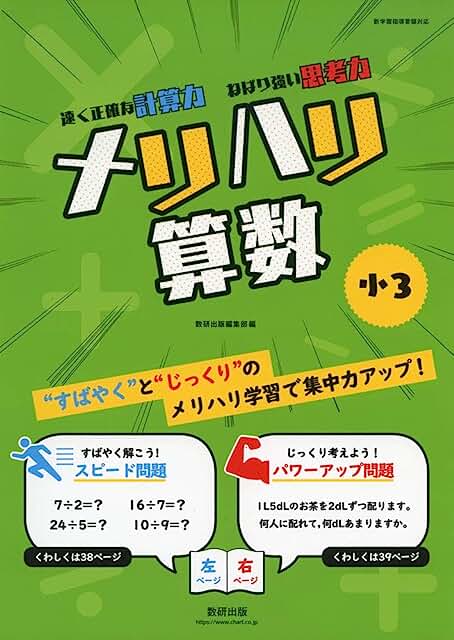 新学習指導要領対応
速く正確な計算力　ねばり強い思考力
メリハリ
算数
小3
数研出版編集部 編
“すばやく”と“じっくり”の
メリハリ学習で集中力アップ！
すばやく解こう！
スピード問題
7÷2=？　16÷7=？
24÷5=？　10÷9=？
くわしくは38ページ
じっくり考えよう！
パワーアップ問題
1L5dLのお茶を2dLずつ配ります。
何人に配れて，何dLあまりますか。
くわしくは39ページ
左
ページ
右
ページ
数研出版
https://www.chart.co.jp